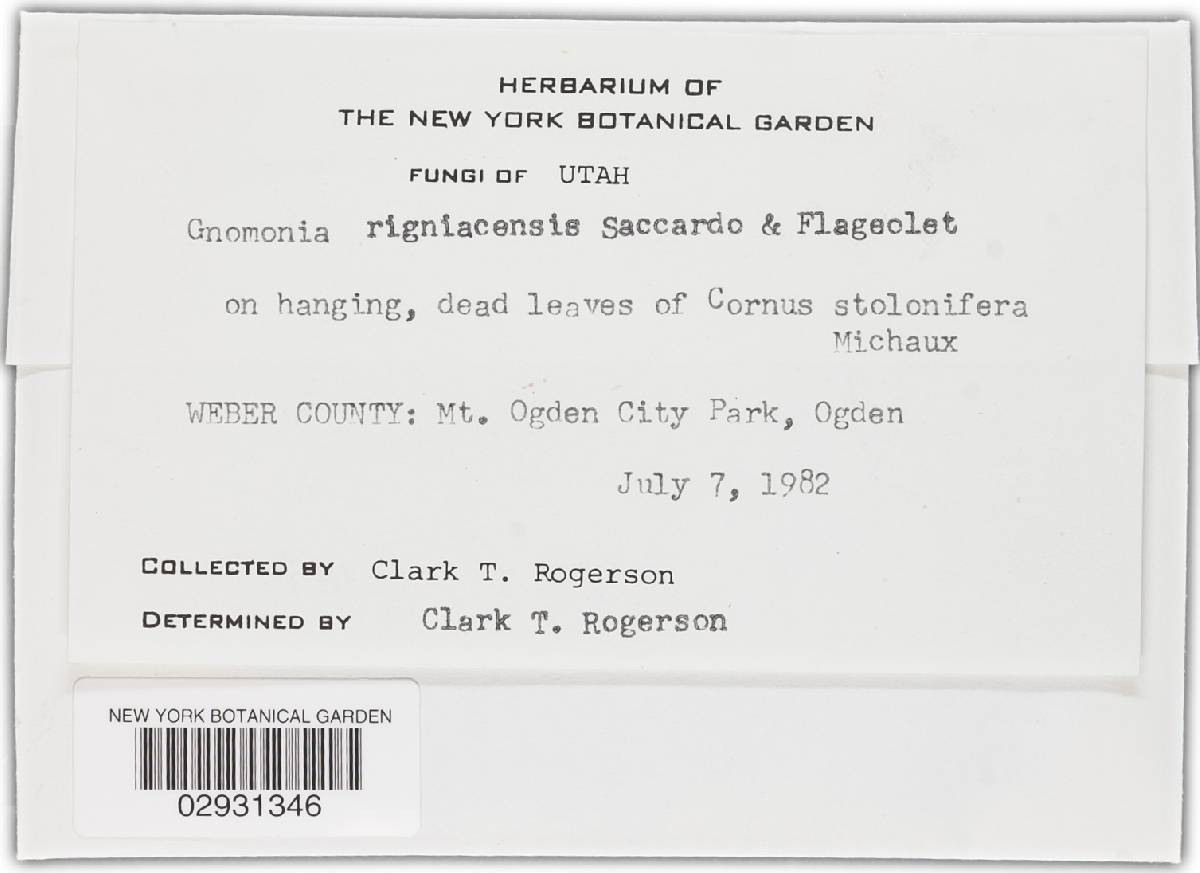 HERBARIUM OF
THE NEW YORK BOTANICAL GARDEN
FUNGI OF UTAH
Gnomonia rigniacensis Saccardo & Flageolet
on hanging, dead leaves of Cornus stolonifera
Michaux
WEBER COUNTY: Mt. Ogden City Park, Ogden
July 7, 1982
COLLECTED BY Clark T. Rogerson
DETERMINED BY Clark T. Rogerson
NEW YORK BOTANICAL GARDEN
02931346